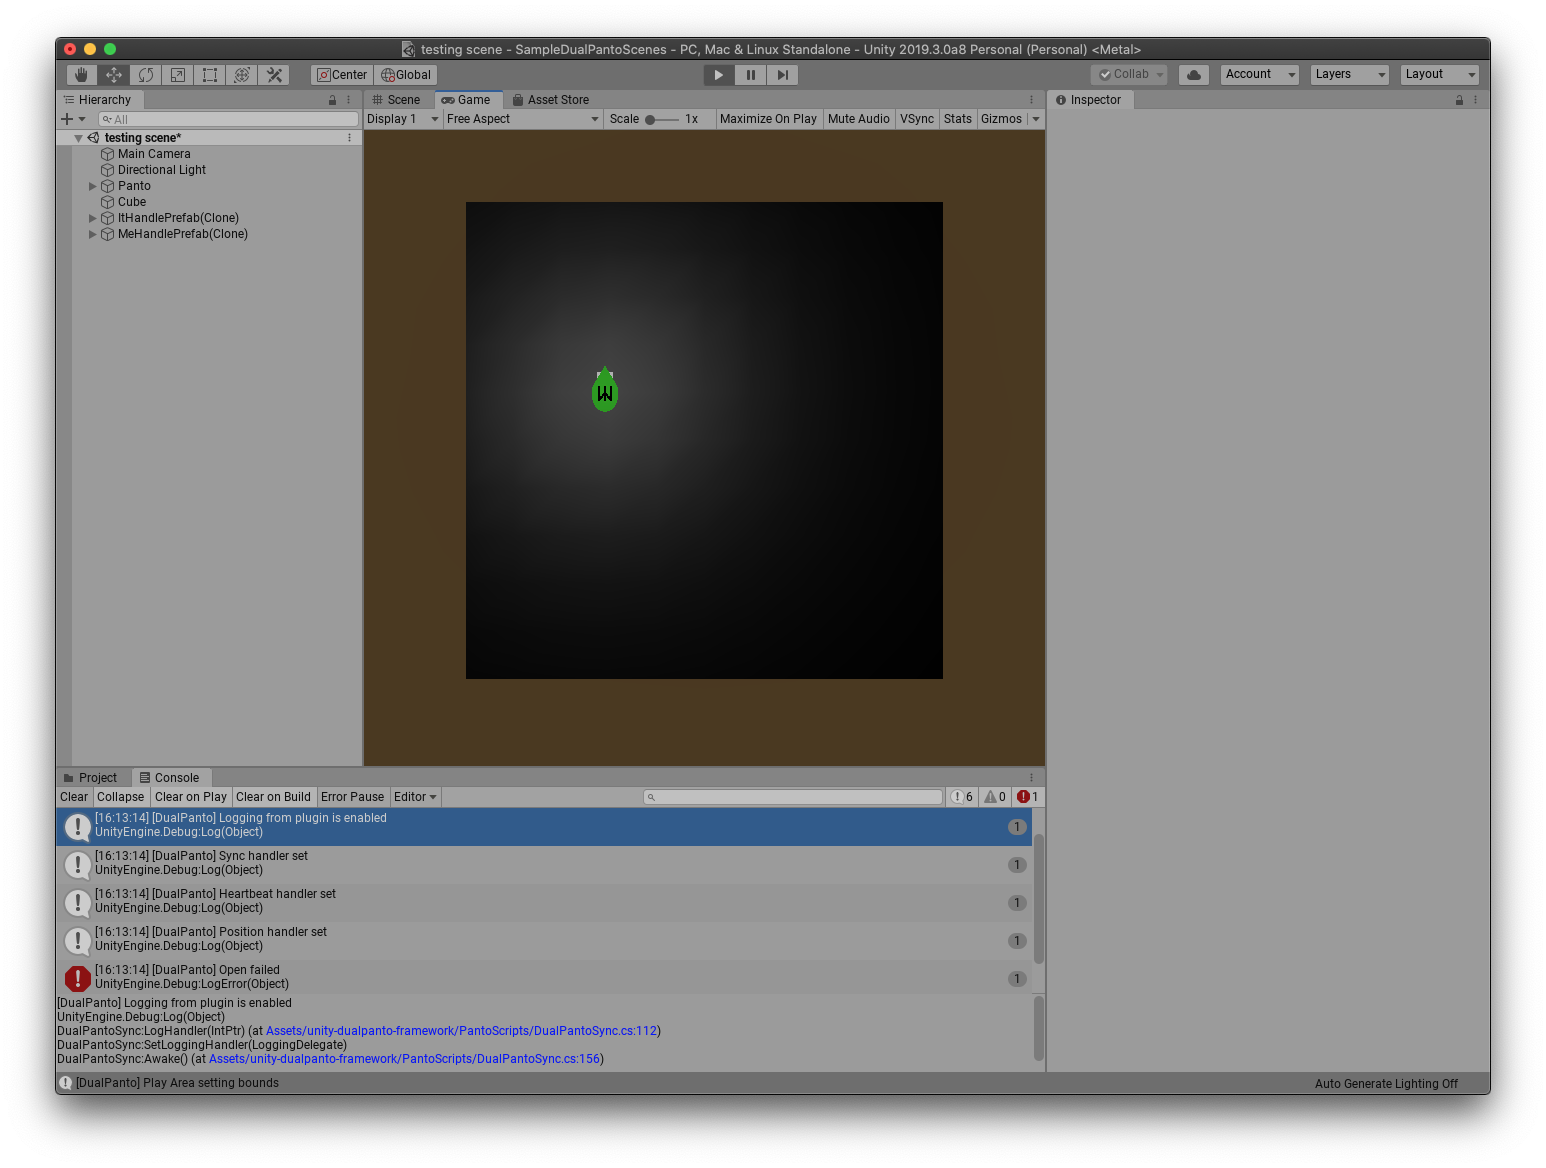 testing scene - SampleDualPantoScenes - PC, Mac & Linux Standalone - Unity 2019.3.0a8 Personal (Personal) <Metal>
Center Global Collab Account Layers Layout
Hierarchy
All
testing scene*
Main Camera
Directional Light
Panto
Cube
ItHandlePrefab(Clone)
MeHandlePrefab(Clone)
Scene Game Asset Store
Display 1 Free Aspect Scale 1x Maximize On Play Mute Audio VSync Stats Gizmos
Inspector
Project Console
Clear Collapse Clear on Play Clear on Build Error Pause Editor 6 0 1
[16:13:14] [DualPanto] Logging from plugin is enabled
UnityEngine.Debug:Log(Object)
1
[16:13:14] [DualPanto] Sync handler set
UnityEngine.Debug:Log(Object)
1
[16:13:14] [DualPanto] Heartbeat handler set
UnityEngine.Debug:Log(Object)
1
[16:13:14] [DualPanto] Position handler set
UnityEngine.Debug:Log(Object)
1
[16:13:14] [DualPanto] Open failed
UnityEngine.Debug:LogError(Object)
1
[DualPanto] Logging from plugin is enabled
UnityEngine.Debug:Log(Object)
DualPantoSync:LogHandler(IntPtr) (at Assets/unity-dualpanto-framework/PantoScripts/DualPantoSync.cs:112)
DualPantoSync:SetLoggingHandler(LoggingDelegate)
DualPantoSync:Awake() (at Assets/unity-dualpanto-framework/PantoScripts/DualPantoSync.cs:156)
[DualPanto] Play Area setting bounds
Auto Generate Lighting Off